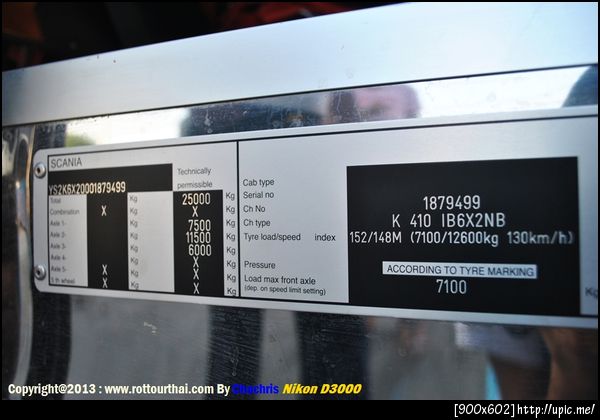 SCANIA
YS2K6X20001879499
Technically
permissible
Total Kg 25000 Kg
Combination X Kg X Kg
Axle 1- Kg 7500 Kg
Axle 2- Kg 11500 Kg
Axle 3- Kg 6000 Kg
Axle 4- Kg X Kg
Axle 5- X Kg X Kg
5 th wheel X Kg X Kg
Cab type
Serial no 1879499
Ch No
Ch type K 410 IB6X2NB
Tyre load/speed index 152/148M (7100/12600kg 130km/h)
Pressure ACCORDING TO TYRE MARKING
Load max front axle 7100 Kg
(dep. on speed limit setting)
Copyright@2013 : www.rottourthai.com By Ethachris Nikon D3000
[900x602]http://upic.me/